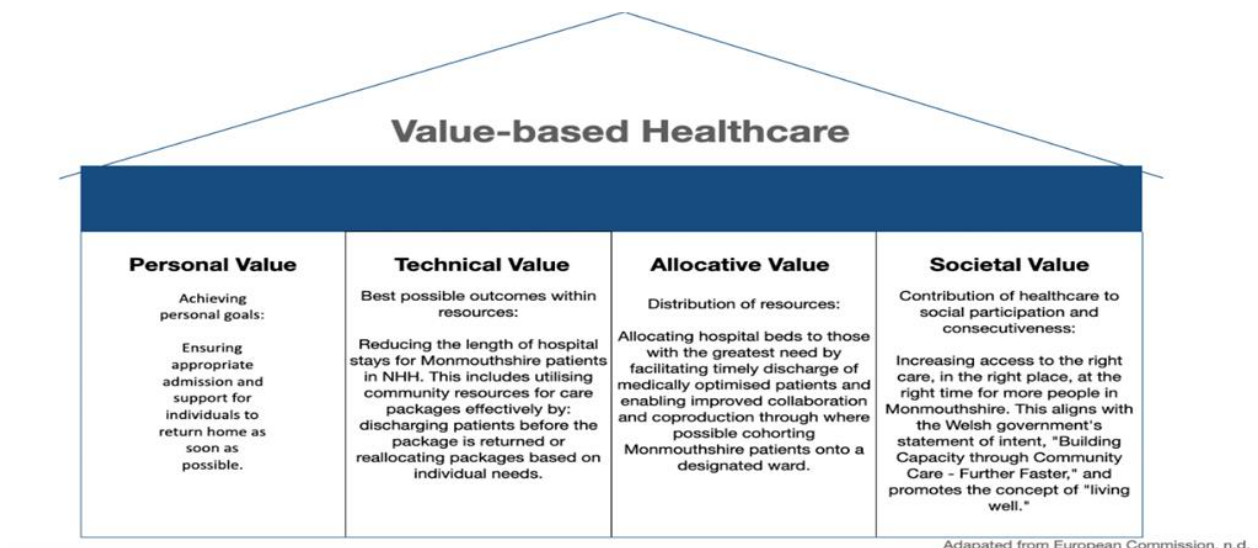 Value-based Healthcare
Personal Value
Achieving
personal goals:
Ensuring
appropriate
admission and
support for
individuals to
return home as
soon as
possible.
Technical Value
Best possible outcomes within
resources:
Reducing the length of hospital
stays for Monmouthshire patients
in NHH. This includes utilising
community resources for care
packages effectively by:
discharging patients before the
package is returned or
reallocating packages based on
individual needs.
Allocative Value
Distribution of resources:
Allocating hospital beds to those
with the greatest need by
facilitating timely discharge of
medically optimised patients and
enabling improved collaboration
and coproduction through where
possible cohorting
Monmouthshire patients onto a
designated ward.
Societal Value
Contribution of healthcare to
social participation and
consecutiveness:
Increasing access to the right
care, in the right place, at the
right time for more people in
Monmouthshire. This aligns with
the Welsh government's
statement of intent, "Building
Capacity through Community
Care - Further Faster," and
promotes the concept of "living
well."
Adapated from European Commission, n.d.